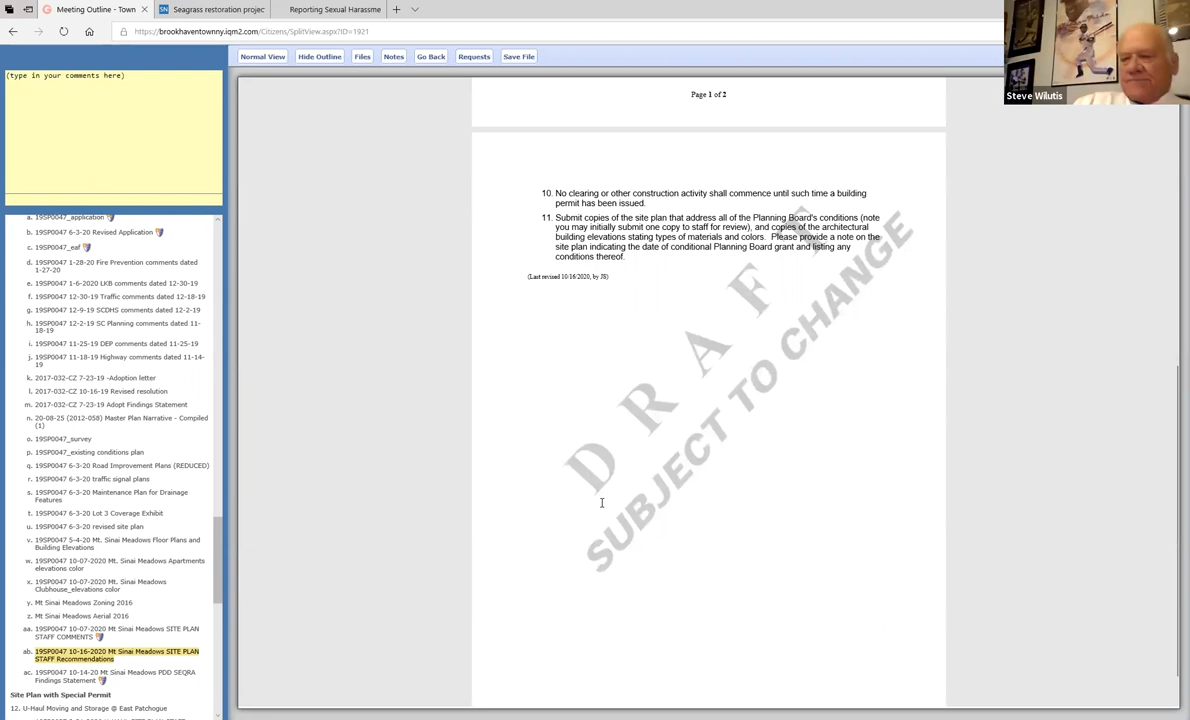 Meeting Outline - Town
Seagrass restoration projec
Reporting Sexual Harassme
https://brookhaventownny.iqm2.com/Citizens/SplitView.aspx?ID=1921
Normal View
Hide Outline
Files
Notes
Go Back
Requests
Save File
(type in your comments here)
a. 19SP0047_application
b. 19SP0047 6-3-20 Revised Application
c. 19SP0047_eaf
d. 19SP0047 1-28-20 Fire Prevention comments dated
1-27-20
e. 19SP0047 1-6-2020 LKB comments dated 12-30-19
f. 19SP0047 12-30-19 Traffic comments dated 12-18-19
g. 19SP0047 12-9-19 SCDHS comments dated 12-2-19
h. 19SP0047 12-2-19 SC Planning comments dated 11-
18-19
i. 19SP0047 11-25-19 DEP comments dated 11-25-19
j. 19SP0047 11-18-19 Highway comments dated 11-14-
19
k. 2017-032-CZ 7-23-19 -Adoption letter
l. 2017-032-CZ 10-16-19 Revised resolution
m. 2017-032-CZ 7-23-19 Adopt Findings Statement
n. 20-08-25 (2012-058) Master Plan Narrative - Compiled
(1)
o. 19SP0047_survey
p. 19SP0047_existing conditions plan
q. 19SP0047 6-3-20 Road Improvement Plans (REDUCED)
r. 19SP0047 6-3-20 traffic signal plans
s. 19SP0047 6-3-20 Maintenance Plan for Drainage
Features
t. 19SP0047 6-3-20 Lot 3 Coverage Exhibit
u. 19SP0047 6-3-20 revised site plan
v. 19SP0047 5-4-20 Mt. Sinai Meadows Floor Plans and
Building Elevations
w. 19SP0047 10-07-2020 Mt. Sinai Meadows Apartments
elevations color
x. 19SP0047 10-07-2020 Mt. Sinai Meadows
Clubhouse_elevations color
y. Mt Sinai Meadows Zoning 2016
z. Mt Sinai Meadows Aerial 2016
aa. 19SP0047 10-07-2020 Mt Sinai Meadows SITE PLAN
STAFF COMMENTS
ab. 19SP0047 10-16-2020 Mt Sinai Meadows SITE PLAN
STAFF Recommendations
ac. 19SP0047 10-14-20 Mt Sinai Meadows PDD SEQRA
Findings Statement
Site Plan with Special Permit
12. U-Haul Moving and Storage @ East Patchogue
Page 1 of 2
10. No clearing or other construction activity shall commence until such time a building
permit has been issued.
11. Submit copies of the site plan that address all of the Planning Board's conditions (note
you may initially submit one copy to staff for review), and copies of the architectural
building elevations stating types of materials and colors. Please provide a note on the
site plan indicating the date of conditional Planning Board grant and listing any
conditions thereof.
(Last revised 10/16/2020, by JS)
DRAFT
SUBJECT TO CHANGE
Steve Wilutis